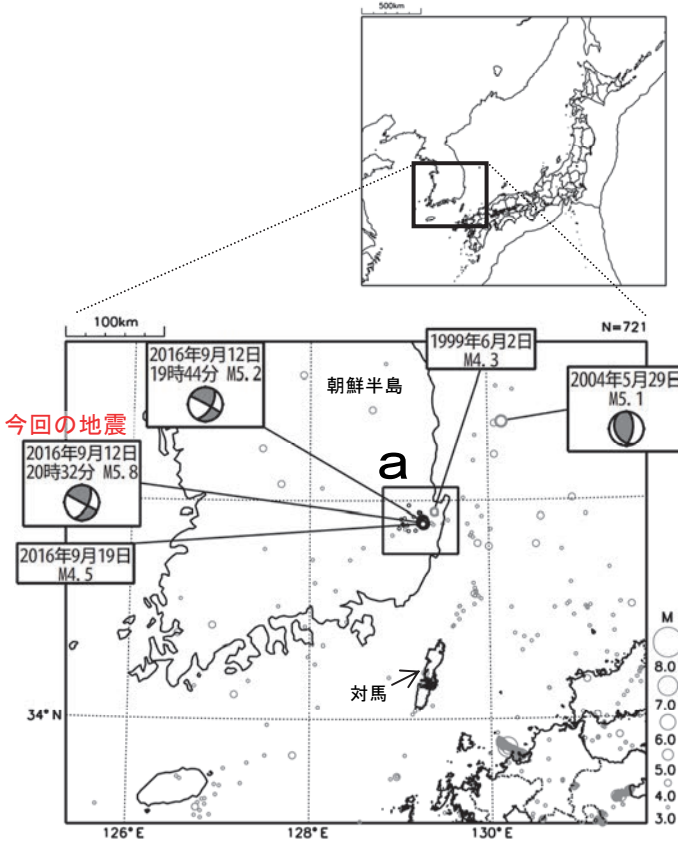 500km
100km
N=721
2016年9月12日
19時44分 M5.2
1999年6月2日
M4.3
朝鮮半島
2004年5月29日
M5.1
今回の地震
2016年9月12日
20時32分 M5.8
a
2016年9月19日
M4.5
対馬
34°N
M
8.0
7.0
6.0
5.0
4.0
3.0
126°E
128°E
130°E